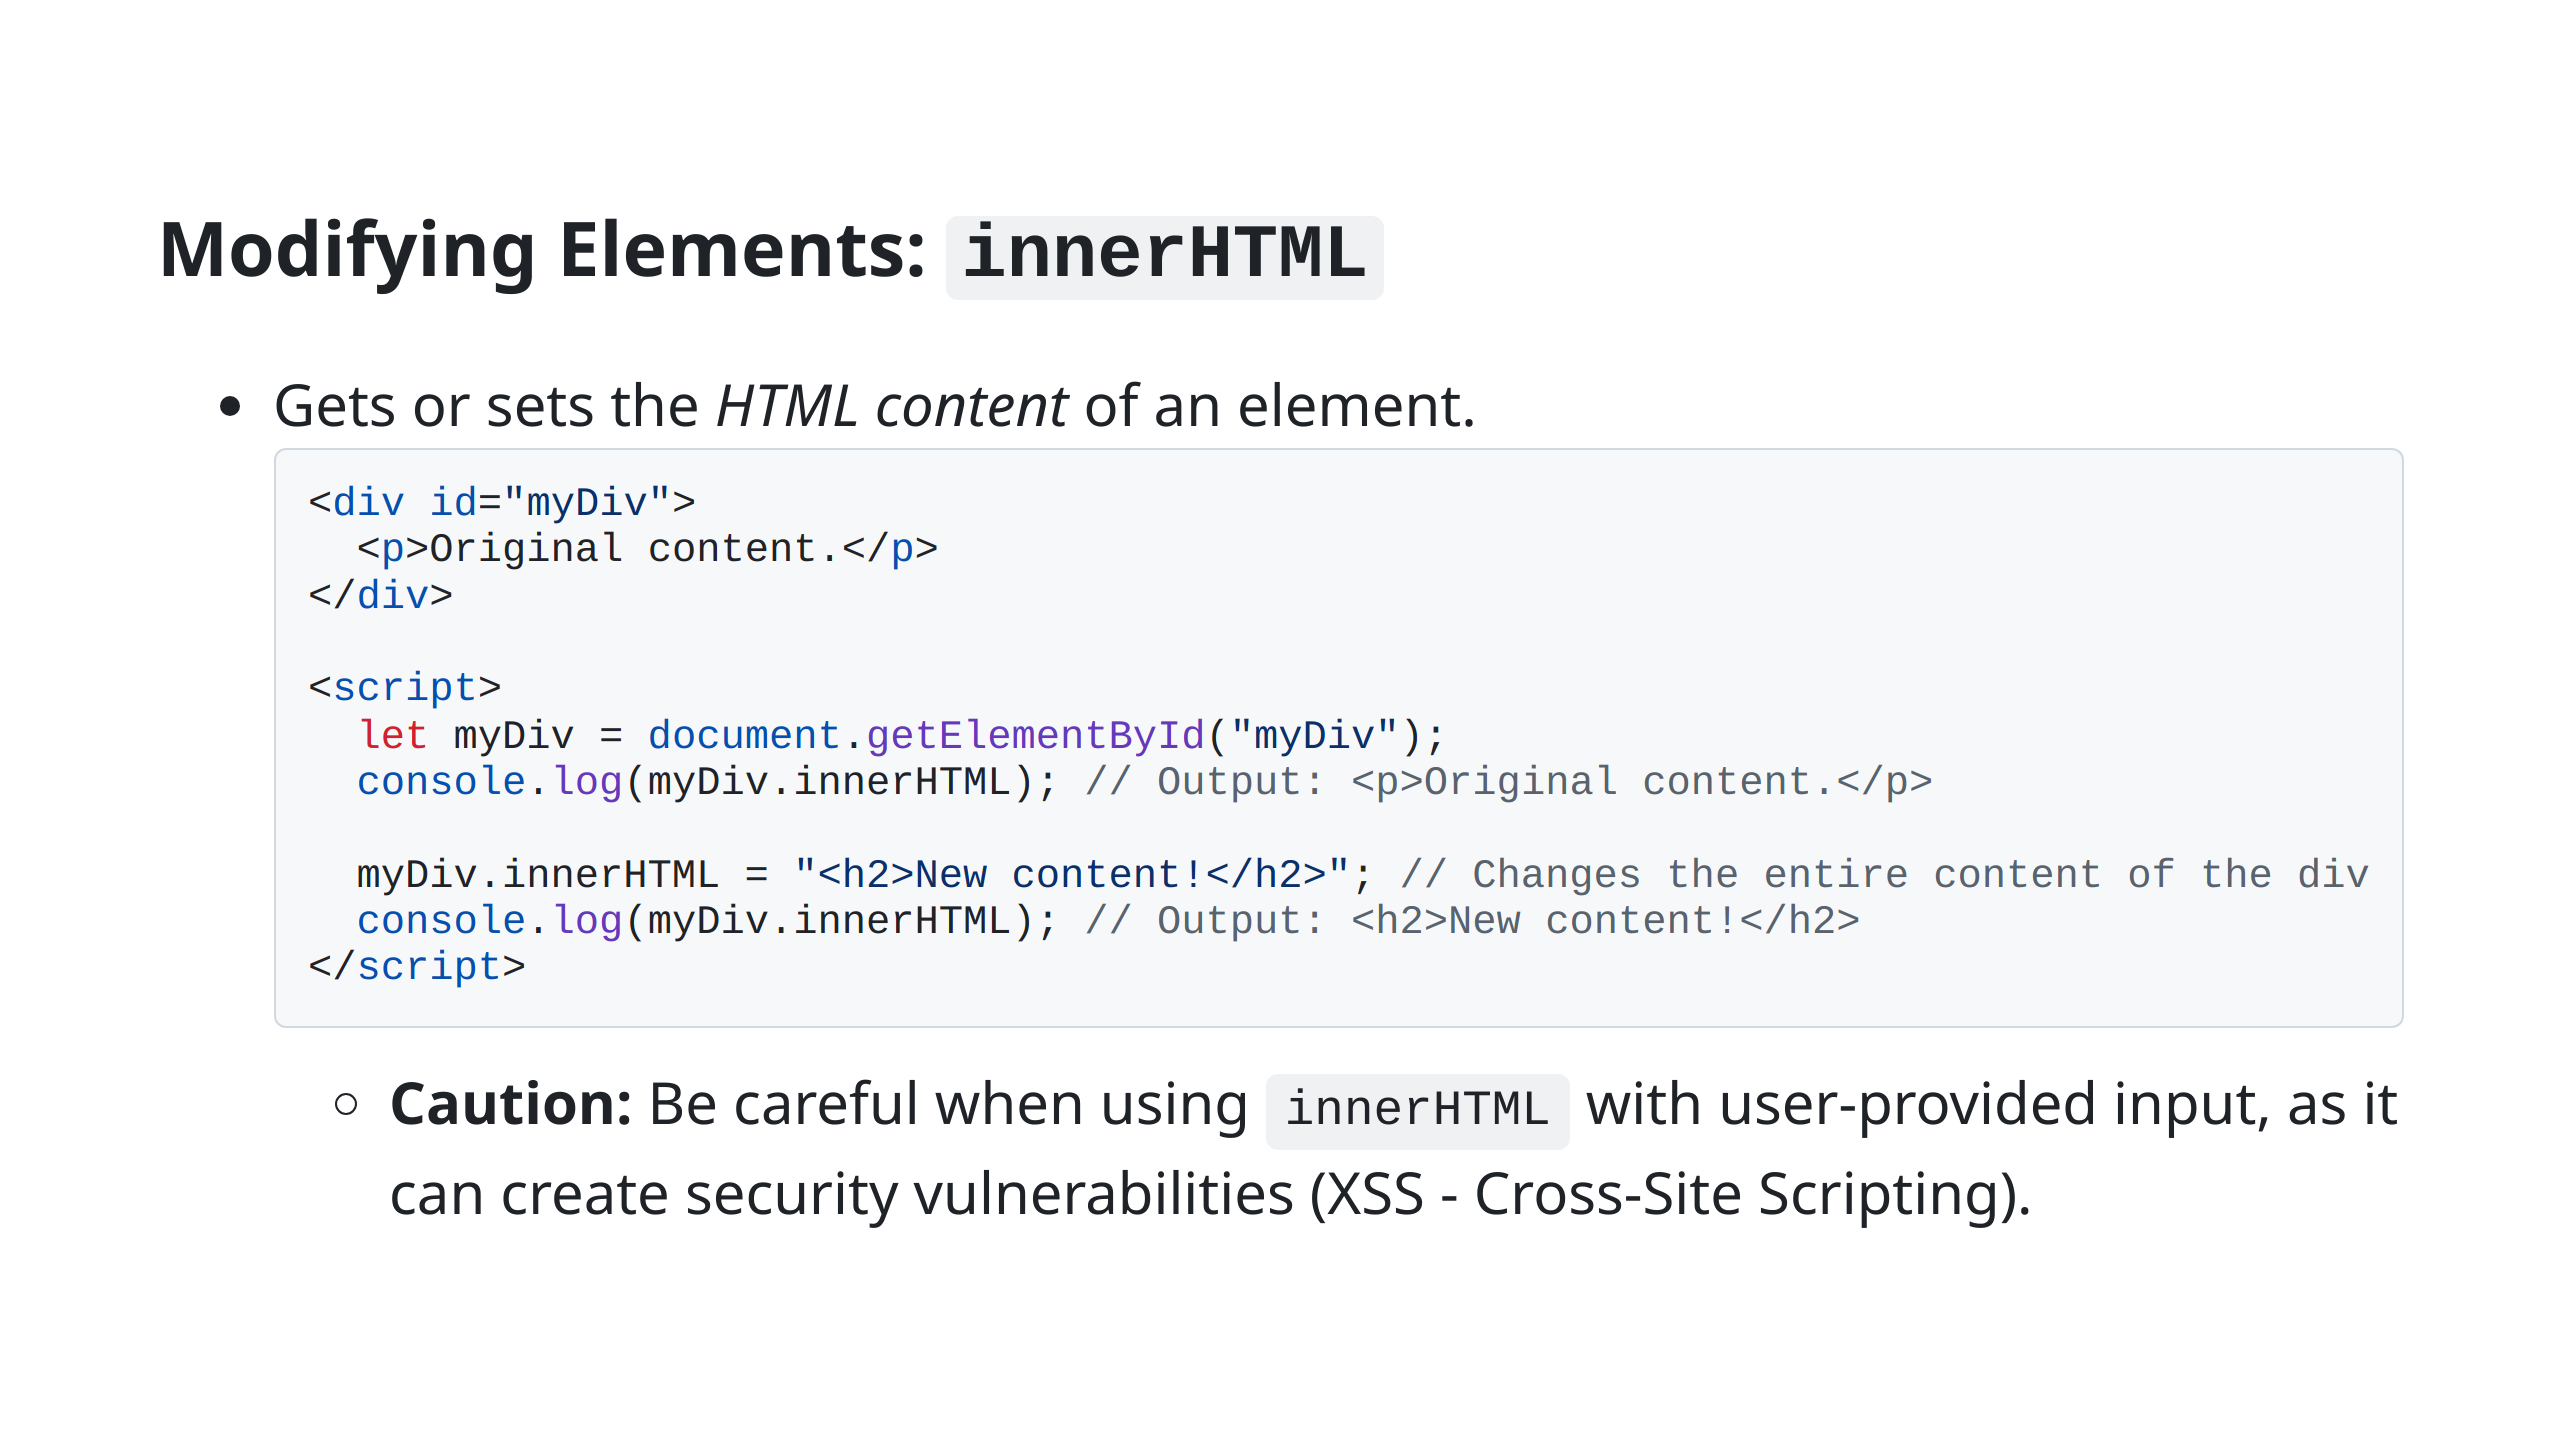 Modifying Elements: innerHTML
Gets or sets the HTML content of an element.
<div id="myDiv">
  <p>Original content.</p>
</div>

<script>
  let myDiv = document.getElementById("myDiv");
  console.log(myDiv.innerHTML); // Output: <p>Original content.</p>

  myDiv.innerHTML = "<h2>New content!</h2>"; // Changes the entire content of the div
  console.log(myDiv.innerHTML); // Output: <h2>New content!</h2>
</script>
Caution: Be careful when using innerHTML with user-provided input, as it
can create security vulnerabilities (XSS - Cross-Site Scripting).